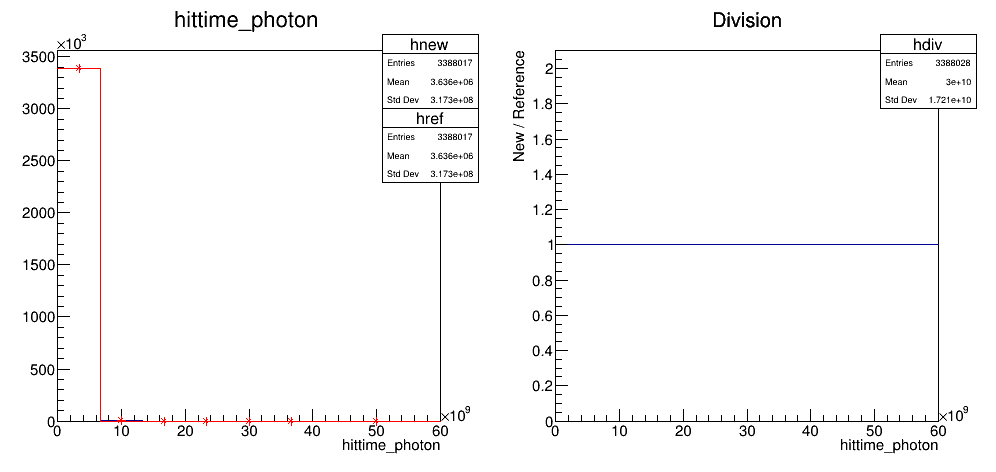 hittime_photon
×10³
hnew
Entries 3388017
Mean 3.636e+06
Std Dev 3.173e+08
href
Entries 3388017
Mean 3.636e+06
Std Dev 3.173e+08
3500
3000
2500
2000
1500
1000
500
0
0 10 20 30 40 50 60
×10⁹
hittime_photon
Division
hdiv
Entries 3388028
Mean 3e+10
Std Dev 1.721e+10
New / Reference
2
1.8
1.6
1.4
1.2
1
0.8
0.6
0.4
0.2
0
0 10 20 30 40 50 60
×10⁹
hittime_photon